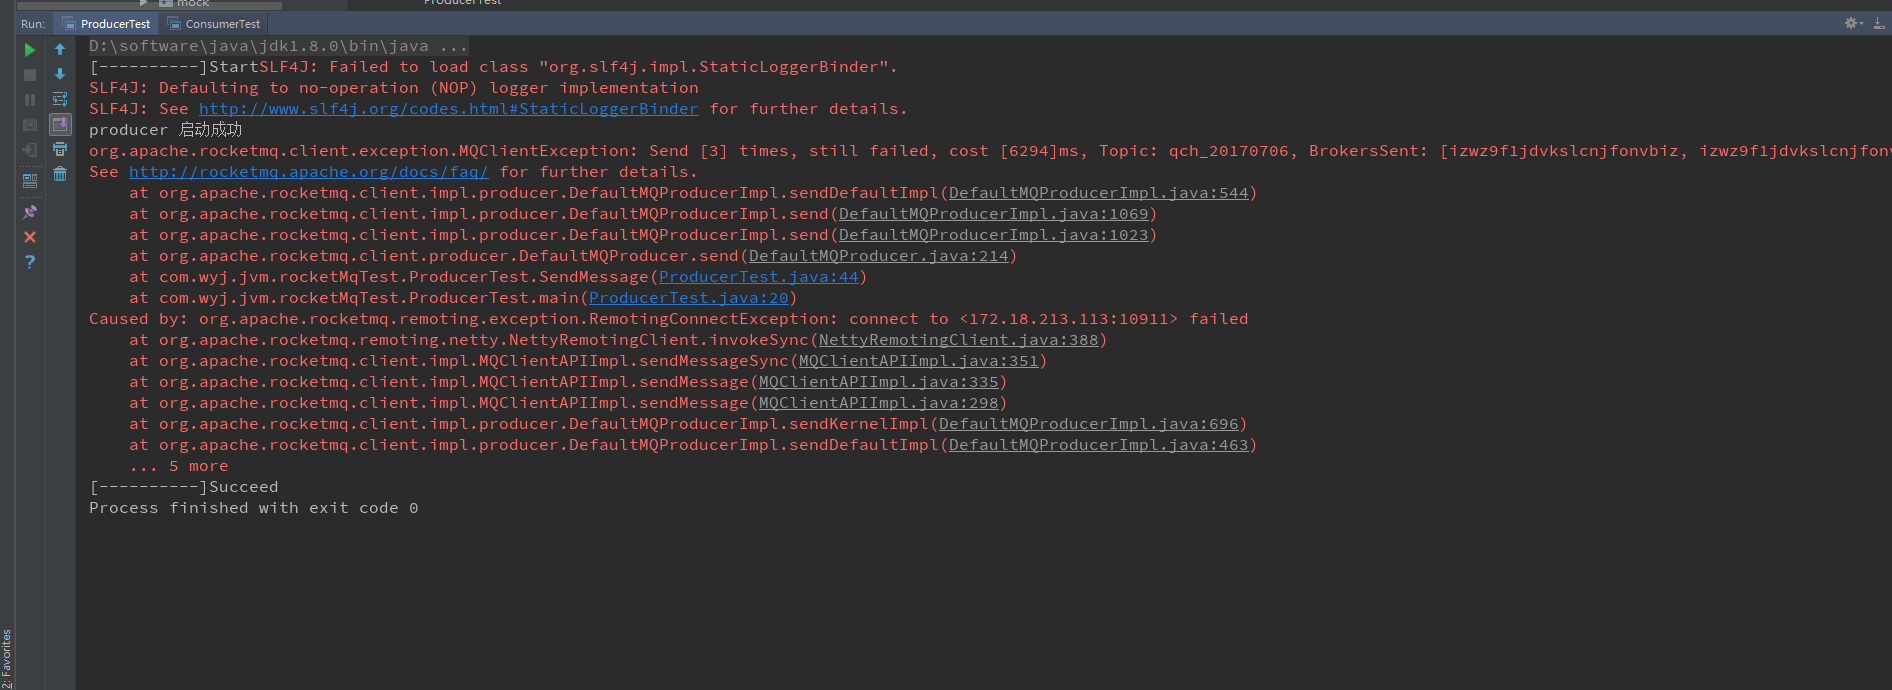 mock
ProducerTest
Run: ProducerTest ConsumerTest
D:\software\java\jdk1.8.0\bin\java ...
[----------]StartSLF4J: Failed to load class "org.slf4j.impl.StaticLoggerBinder".
SLF4J: Defaulting to no-operation (NOP) logger implementation
SLF4J: See http://www.slf4j.org/codes.html#StaticLoggerBinder for further details.
producer 启动成功
org.apache.rocketmq.client.exception.MQClientException: Send [3] times, still failed, cost [6294]ms, Topic: qch_20170706, BrokersSent: [izwz9f1jdvkslcnjfonvbiz, izwz9f1jdvkslcnjfonv
See http://rocketmq.apache.org/docs/faq/ for further details.
    at org.apache.rocketmq.client.impl.producer.DefaultMQProducerImpl.sendDefaultImpl(DefaultMQProducerImpl.java:544)
    at org.apache.rocketmq.client.impl.producer.DefaultMQProducerImpl.send(DefaultMQProducerImpl.java:1069)
    at org.apache.rocketmq.client.impl.producer.DefaultMQProducerImpl.send(DefaultMQProducerImpl.java:1023)
    at org.apache.rocketmq.client.producer.DefaultMQProducer.send(DefaultMQProducer.java:214)
    at com.wyj.jvm.rocketMqTest.ProducerTest.SendMessage(ProducerTest.java:44)
    at com.wyj.jvm.rocketMqTest.ProducerTest.main(ProducerTest.java:20)
Caused by: org.apache.rocketmq.remoting.exception.RemotingConnectException: connect to <172.18.213.113:10911> failed
    at org.apache.rocketmq.remoting.netty.NettyRemotingClient.invokeSync(NettyRemotingClient.java:388)
    at org.apache.rocketmq.client.impl.MQClientAPIImpl.sendMessageSync(MQClientAPIImpl.java:351)
    at org.apache.rocketmq.client.impl.MQClientAPIImpl.sendMessage(MQClientAPIImpl.java:335)
    at org.apache.rocketmq.client.impl.MQClientAPIImpl.sendMessage(MQClientAPIImpl.java:298)
    at org.apache.rocketmq.client.impl.producer.DefaultMQProducerImpl.sendKernelImpl(DefaultMQProducerImpl.java:696)
    at org.apache.rocketmq.client.impl.producer.DefaultMQProducerImpl.sendDefaultImpl(DefaultMQProducerImpl.java:463)
    ... 5 more
[----------]Succeed
Process finished with exit code 0
2: Favorites